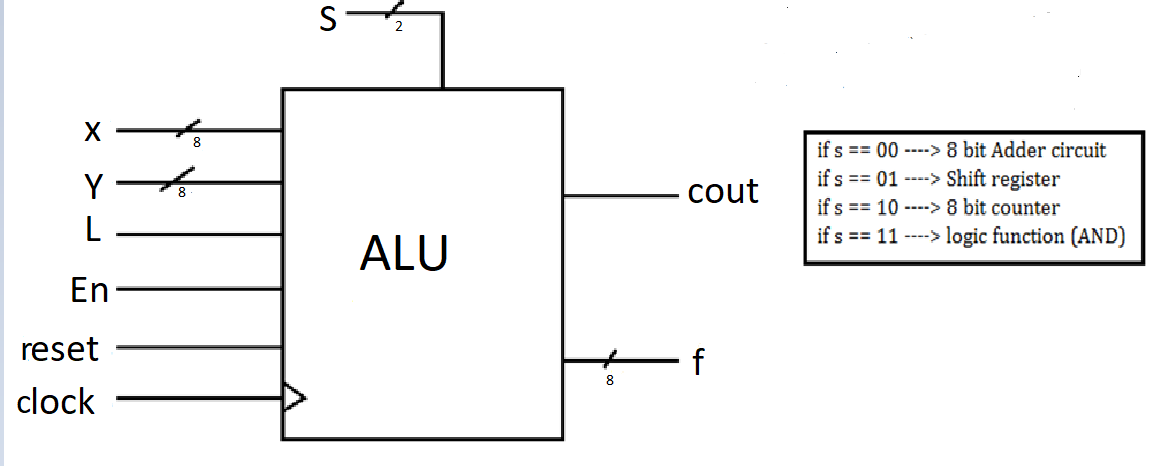 S
2
x
8
Y
8
L
En
reset
clock
ALU
cout
f
8
if s == 00 ----> 8 bit Adder circuit
if s == 01 ----> Shift register
if s == 10 ----> 8 bit counter
if s == 11 ----> logic function (AND)